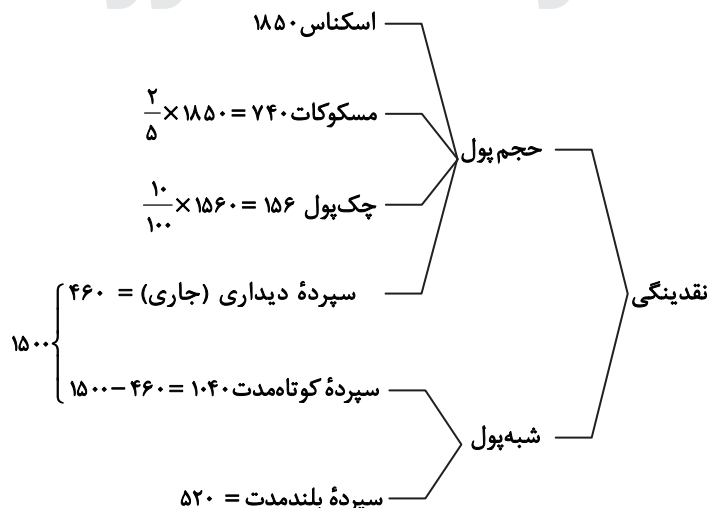 اسکناس ۱۸۵۰
مسکوکات ۷۴۰ = ۱۸۵۰ × ۲/۵
حجم پول
چک‌پول ۱۵۶ = ۱۵۶۰ × ۱۰/۱۰۰
نقدینگی
سپردهٔ دیداری (جاری) = ۴۶۰
۱۵۰۰
سپردهٔ کوتاه‌مدت ۱۰۴۰ = ۱۵۰۰ − ۴۶۰
شبه‌پول
سپردهٔ بلندمدت = ۵۲۰